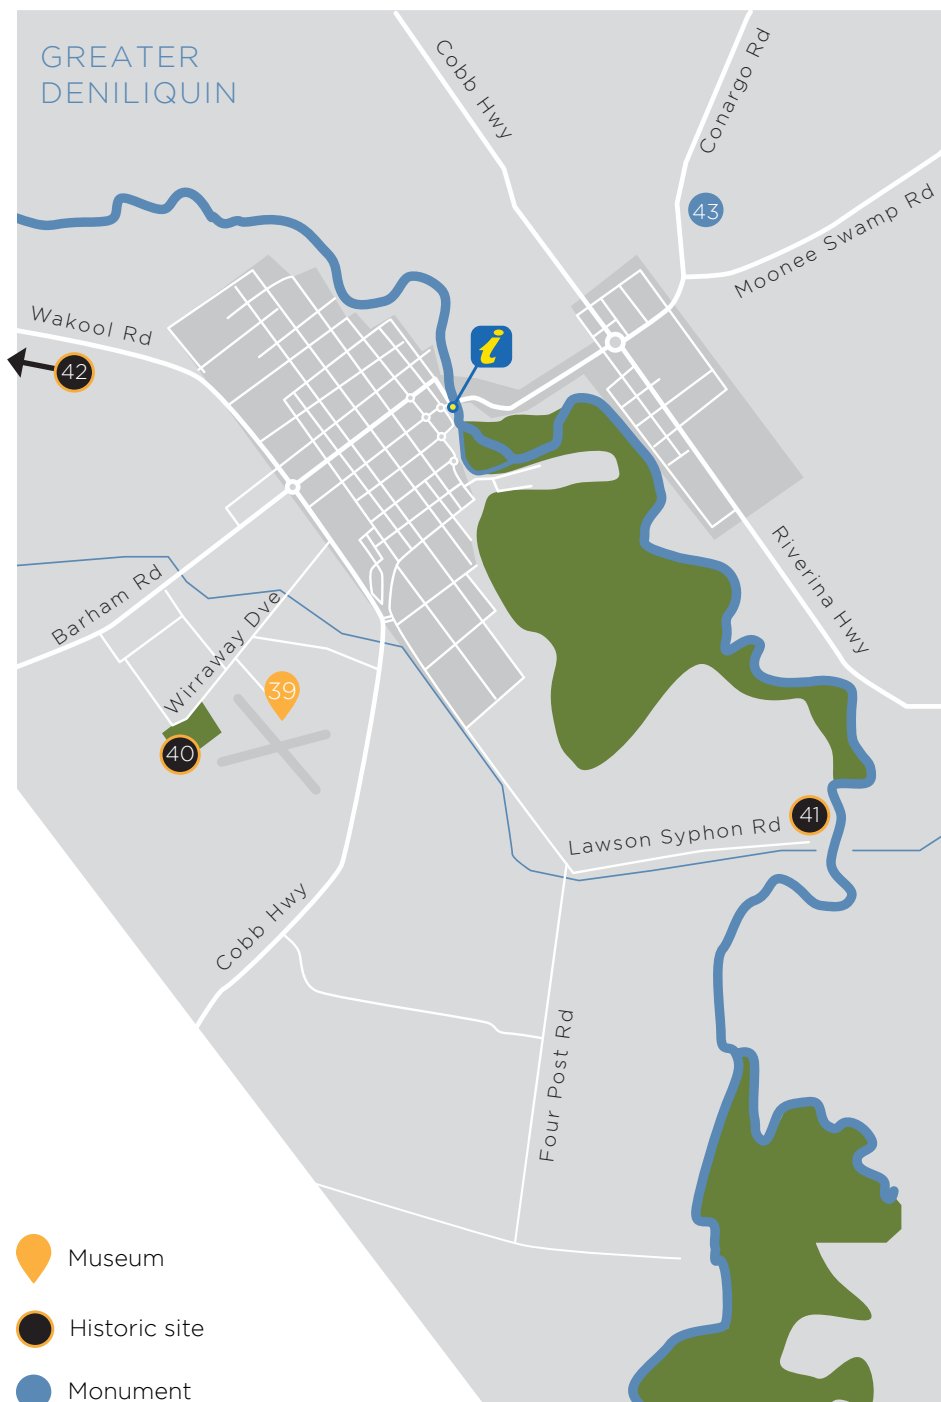 GREATER
DENILIQUIN
Cobb Hwy
Conargo Rd
43
Moonee Swamp Rd
Wakool Rd
i
42
Riverina Hwy
Barham Rd
Wirraway Dve
39
40
41
Lawson Syphon Rd
Cobb Hwy
Four Post Rd
Museum
Historic site
Monument